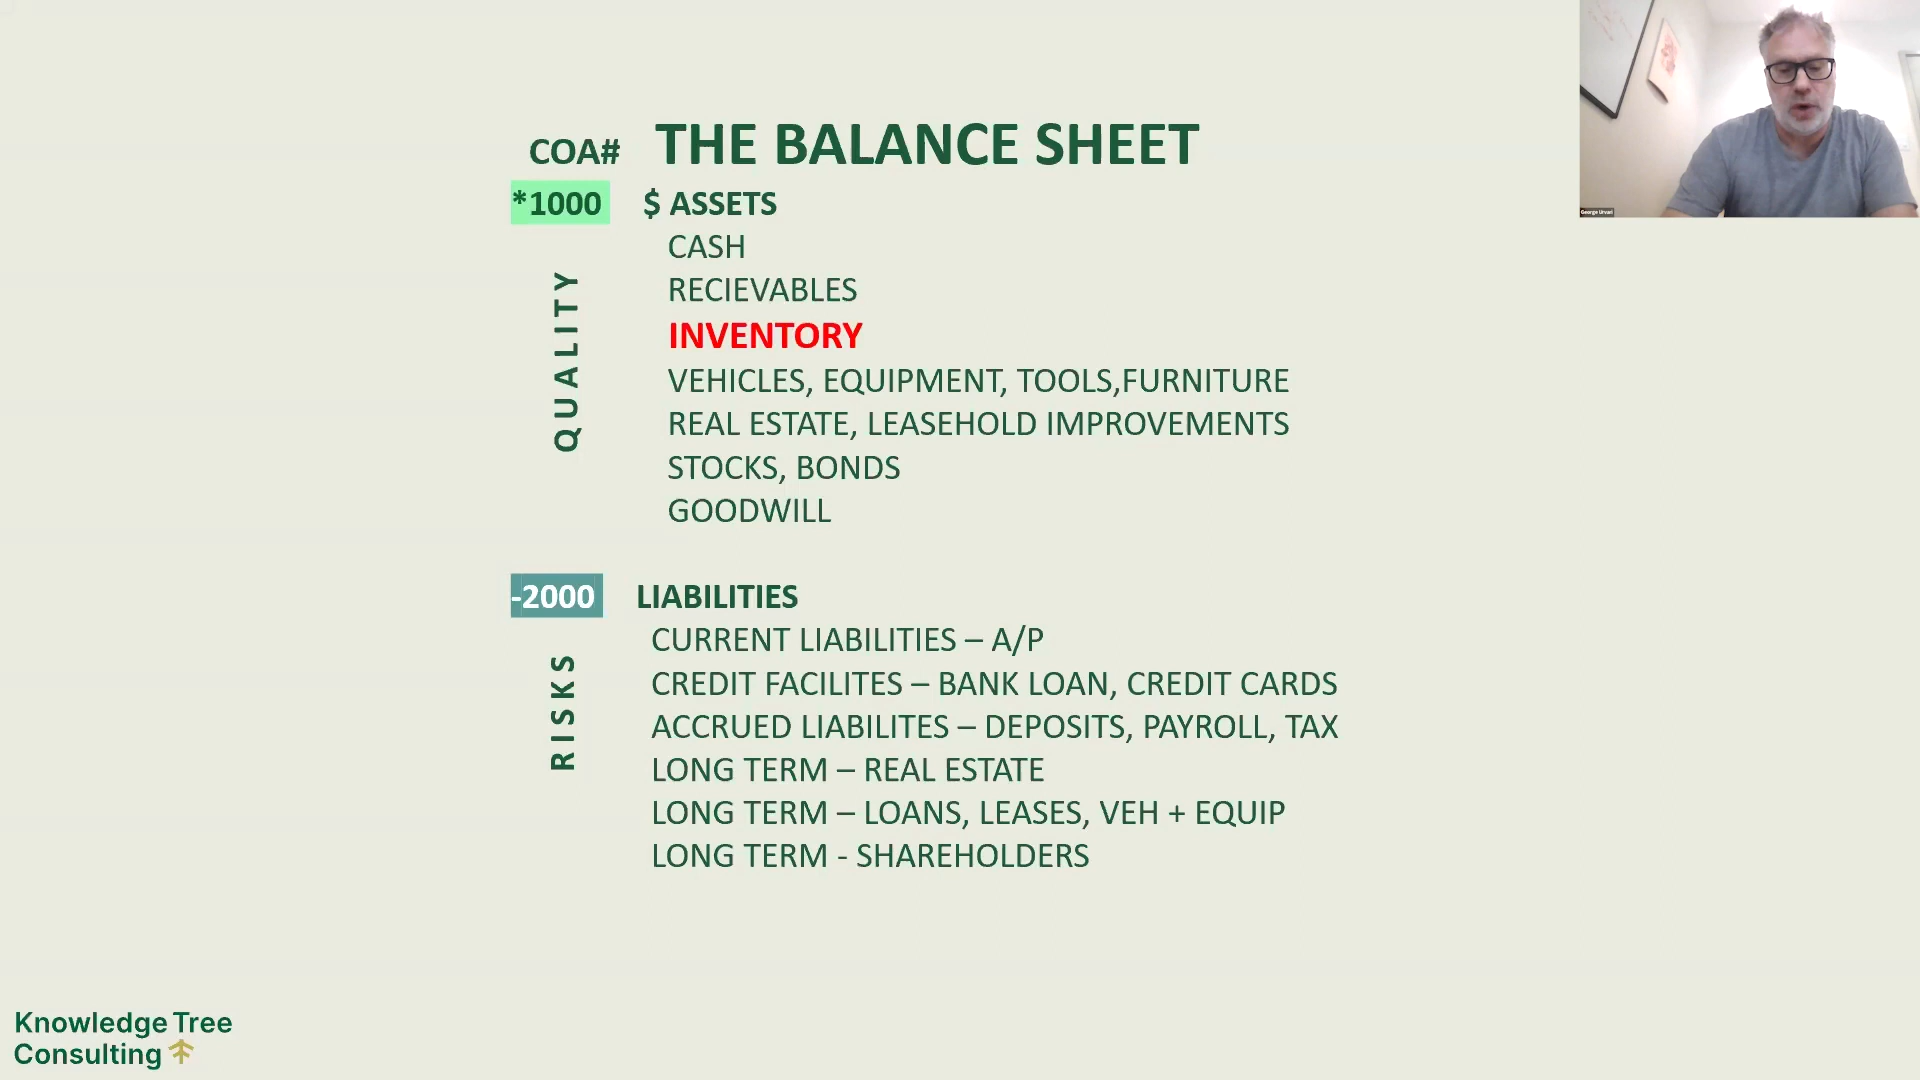 COA# THE BALANCE SHEET
*1000 $ ASSETS
CASH
RECIEVABLES
INVENTORY
VEHICLES, EQUIPMENT, TOOLS,FURNITURE
REAL ESTATE, LEASEHOLD IMPROVEMENTS
STOCKS, BONDS
GOODWILL
QUALITY
-2000 LIABILITIES
CURRENT LIABILITIES – A/P
CREDIT FACILITES – BANK LOAN, CREDIT CARDS
ACCRUED LIABILITES – DEPOSITS, PAYROLL, TAX
LONG TERM – REAL ESTATE
LONG TERM – LOANS, LEASES, VEH + EQUIP
LONG TERM - SHAREHOLDERS
RISKS
Knowledge Tree
Consulting
George Urvari